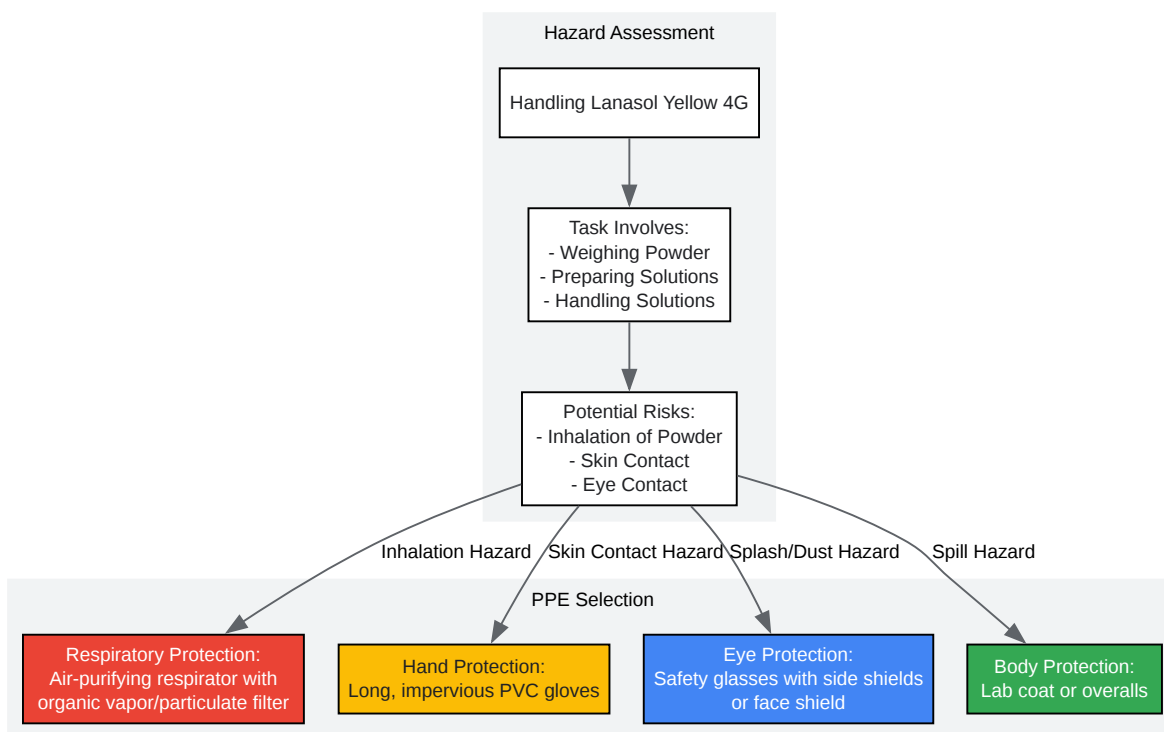 Hazard Assessment
Handling Lanasol Yellow 4G
Task Involves:
- Weighing Powder
- Preparing Solutions
- Handling Solutions
Potential Risks:
- Inhalation of Powder
- Skin Contact
- Eye Contact
Inhalation Hazard
Skin Contact Hazard
Splash/Dust Hazard
Spill Hazard
PPE Selection
Respiratory Protection:
Air-purifying respirator with
organic vapor/particulate filter
Hand Protection:
Long, impervious PVC gloves
Eye Protection:
Safety glasses with side shields
or face shield
Body Protection:
Lab coat or overalls